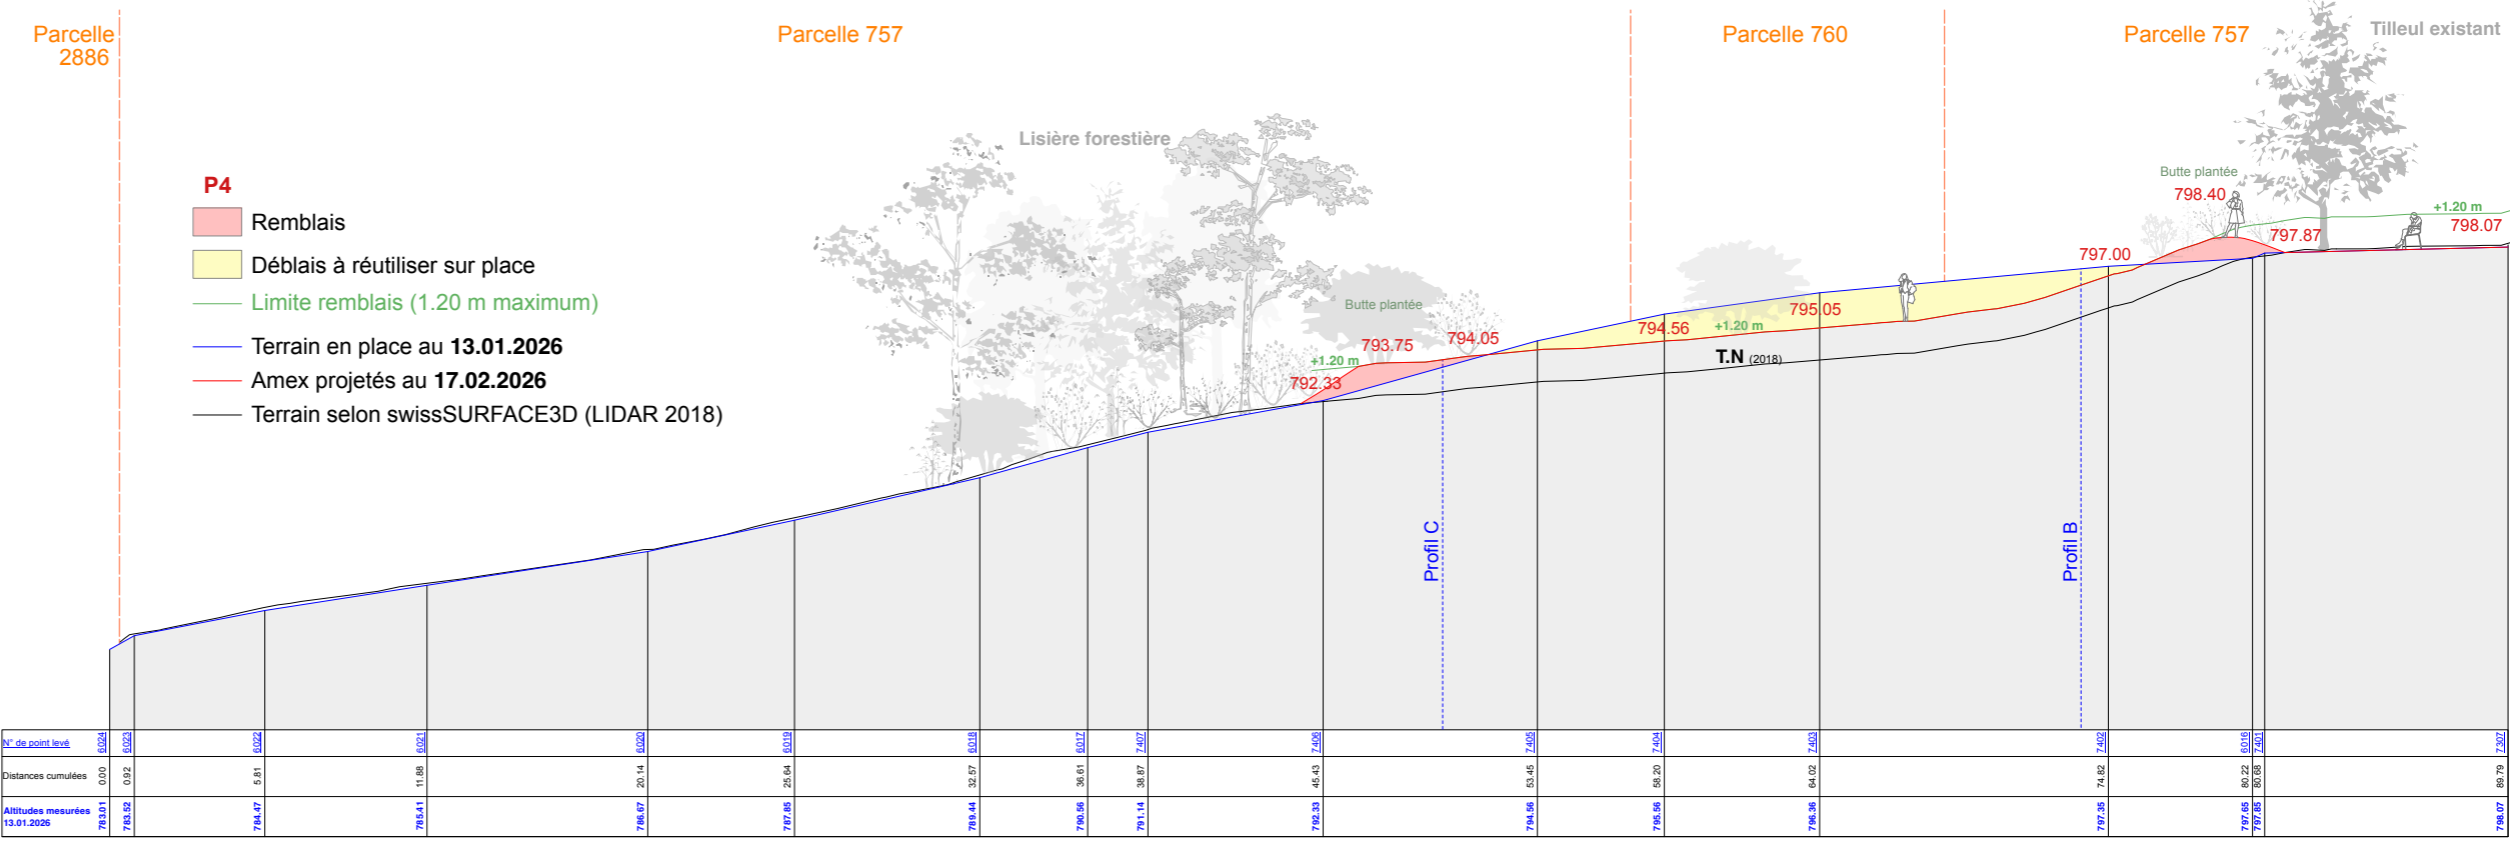 Parcelle
2886
Parcelle 757
Parcelle 760
Parcelle 757
Tilleul existant
Lisière forestière
P4
Remblais
Déblais à réutiliser sur place
Limite remblais (1.20 m maximum)
Terrain en place au 13.01.2026
Amex projetés au 17.02.2026
Terrain selon swissSURFACE3D (LIDAR 2018)
Butte plantée
798.40
+1.20 m
798.07
797.87
797.00
Butte plantée
795.05
794.56
+1.20 m
794.05
793.75
+1.20 m
792.33
T.N (2018)
Profil C
Profil B
N° de point levé 6024 6023 6022 6021 6020 6019 6018 6017 7407 7406 7405 7404 7403 7402 6016 7401 7307
Distances cumulées 0.00 0.92 5.81 11.88 20.14 25.64 32.57 36.61 38.87 45.43 53.45 58.20 64.02 74.82 80.22 80.68 89.79
Altitudes mesurées
13.01.2026
783.01 783.52 784.47 785.41 786.67 787.85 789.44 790.56 791.14 792.33 794.56 795.56 796.36 797.35 797.65 797.85 798.07